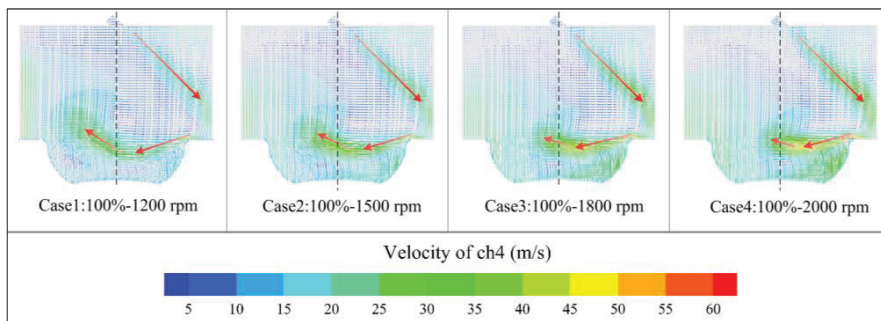 Case1:100%-1200 rpm
Case2:100%-1500 rpm
Case3:100%-1800 rpm
Case4:100%-2000 rpm
Velocity of ch4 (m/s)
5 10 15 20 25 30 35 40 45 50 55 60